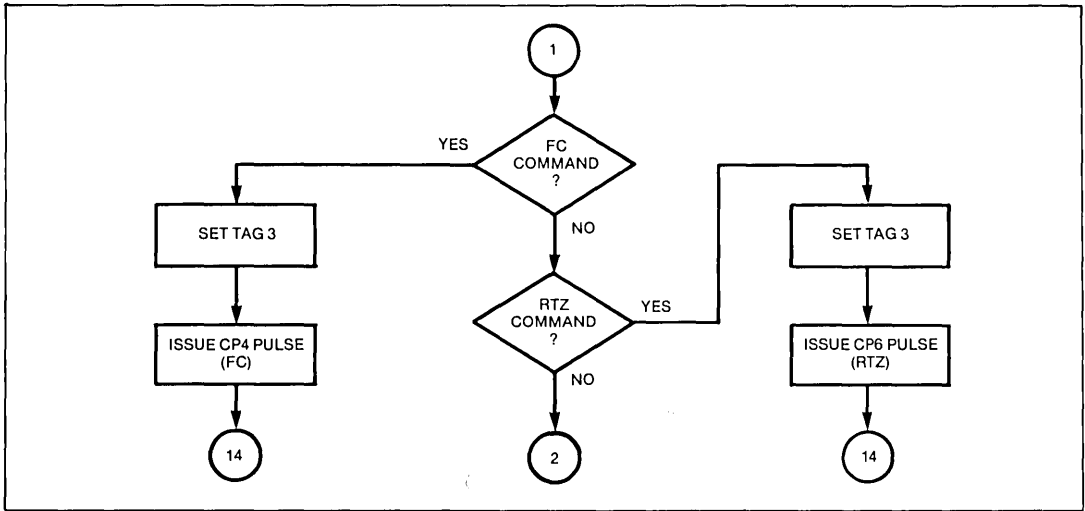 1
YES
FC
COMMAND
?
NO
SET TAG 3
ISSUE CP4 PULSE
(FC)
14
RTZ
COMMAND
?
YES
NO
2
SET TAG 3
ISSUE CP6 PULSE
(RTZ)
14